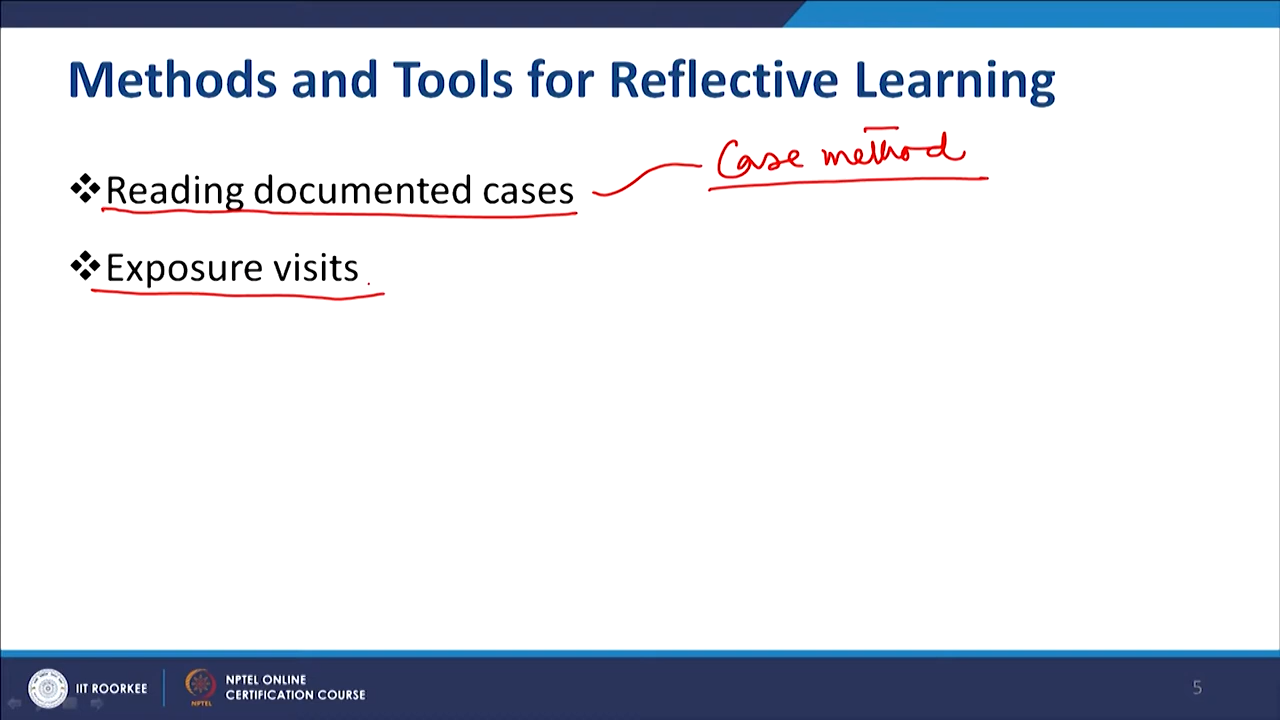 Methods and Tools for Reflective Learning
Case method
❖Reading documented cases
❖Exposure visits
IIT ROORKEE
NPTEL
NPTEL ONLINE
CERTIFICATION COURSE
5